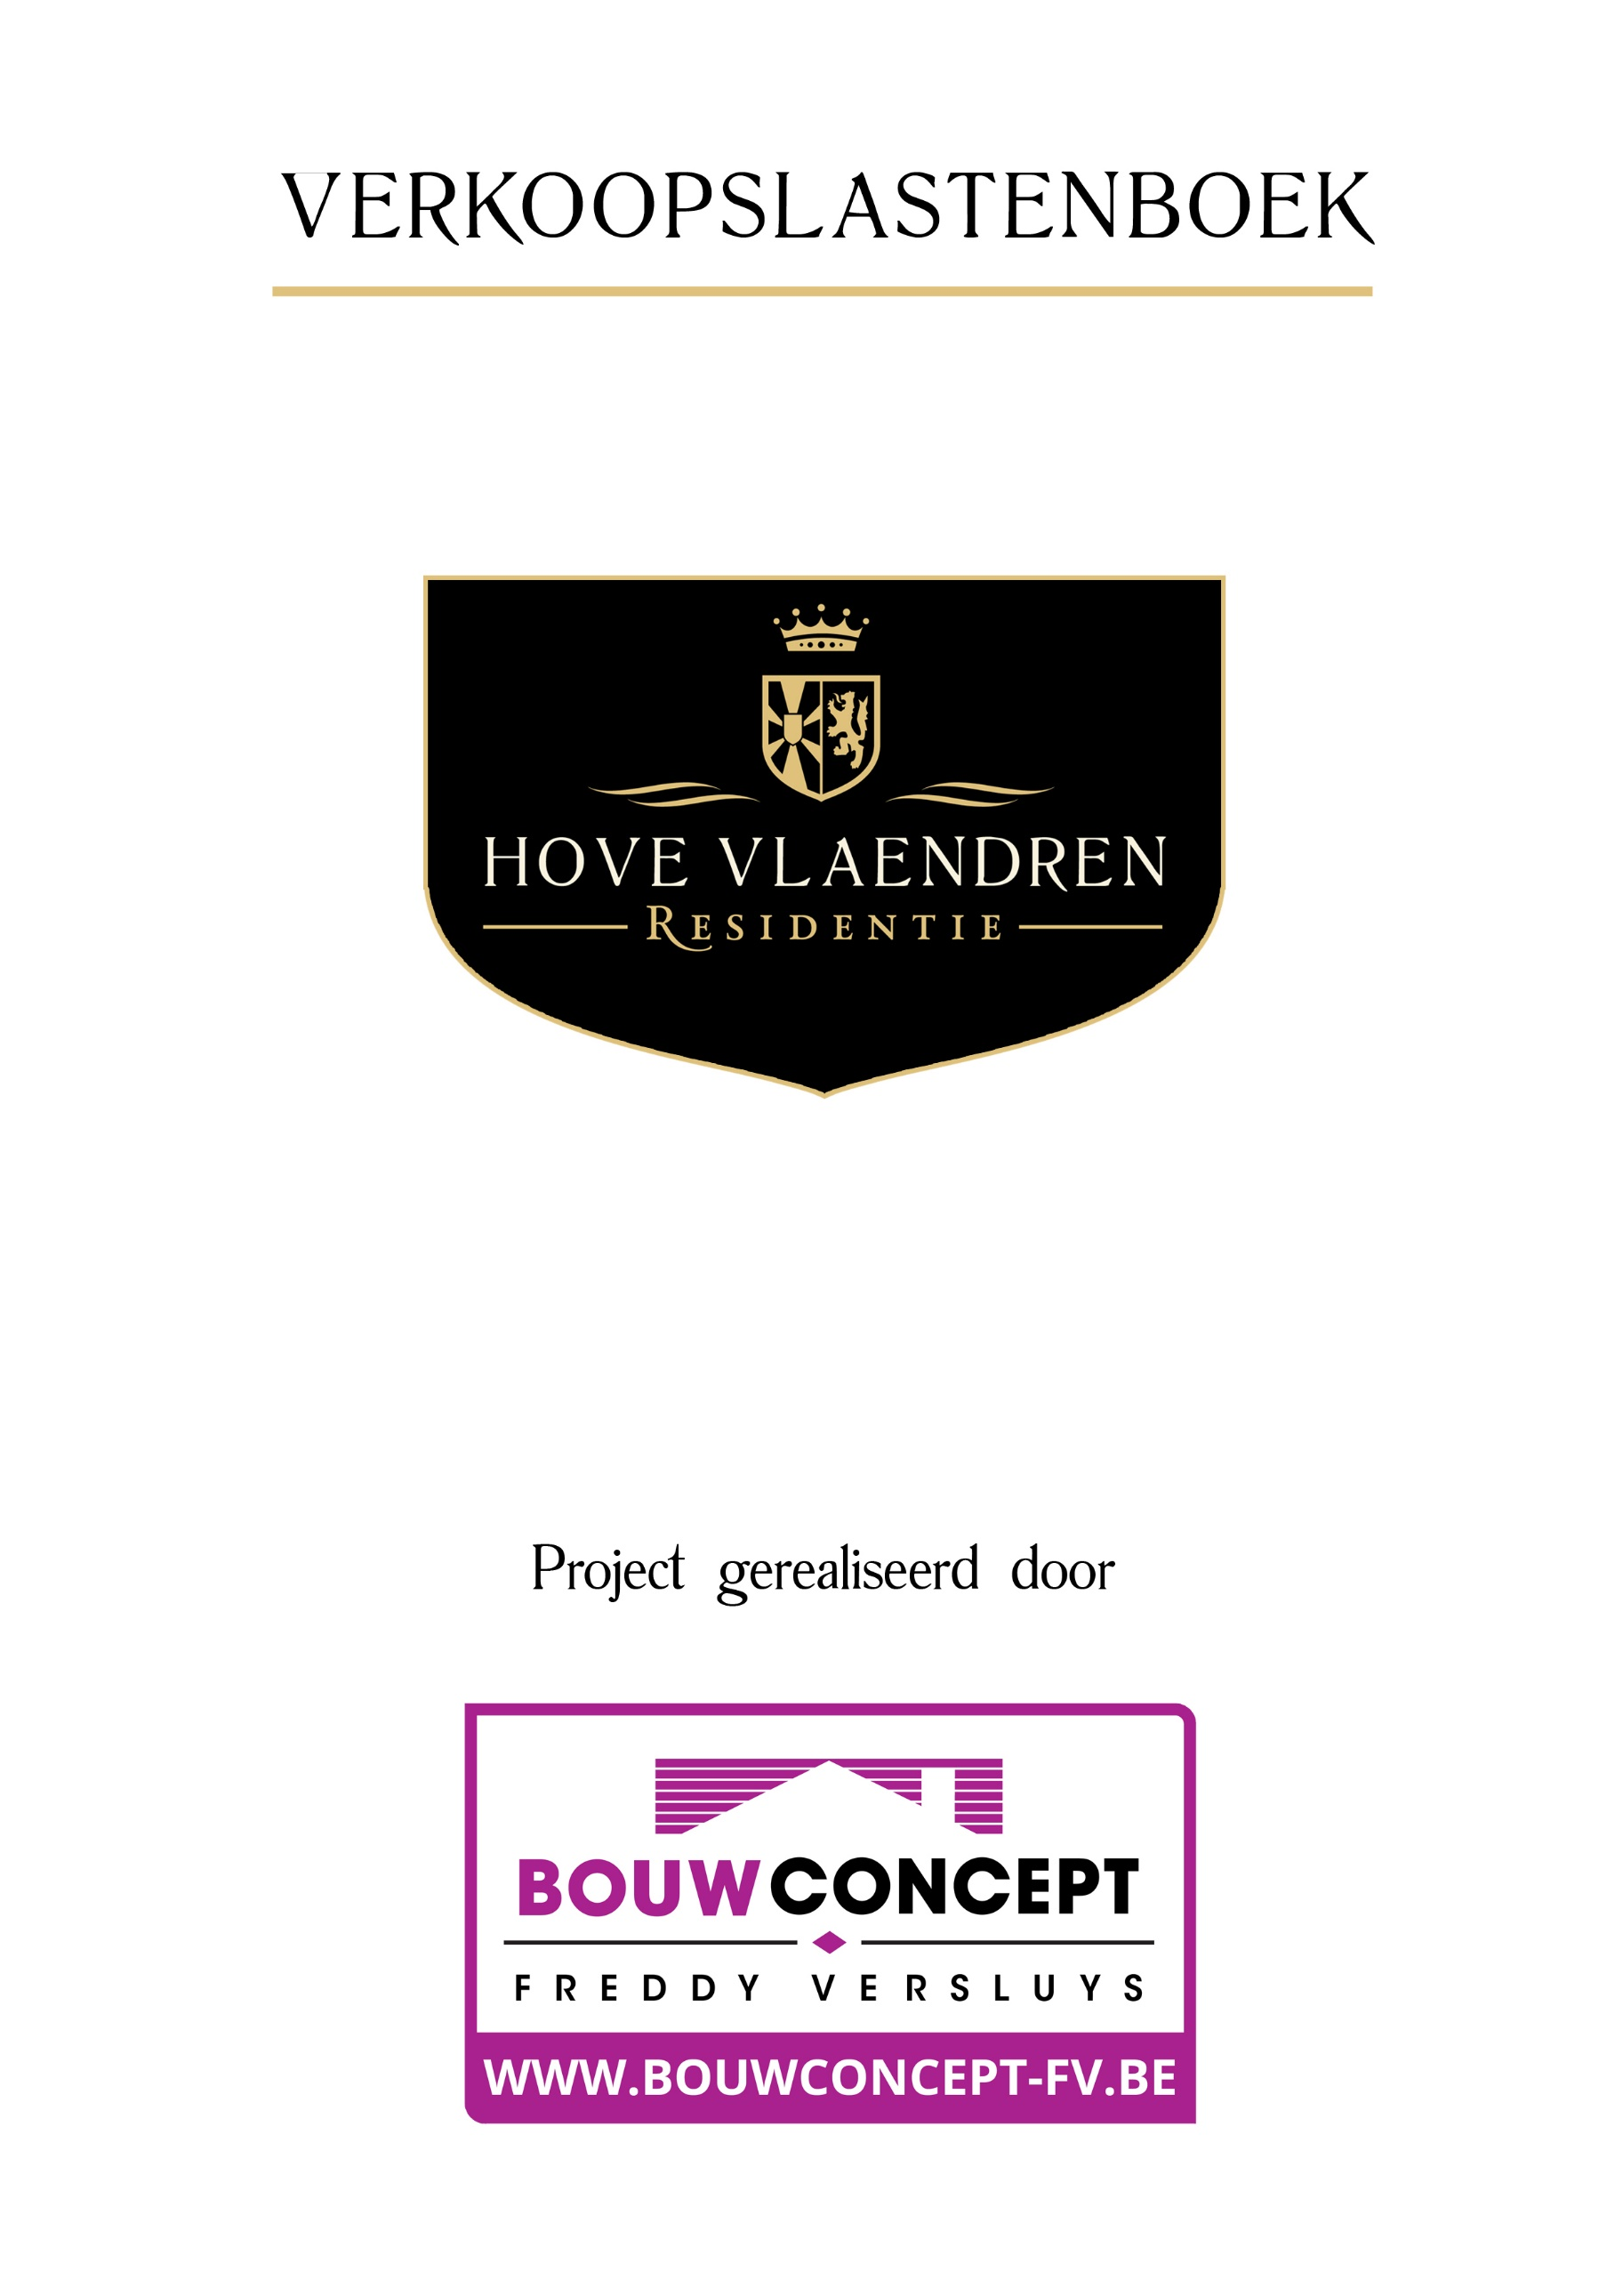 VERKOOPSLASTENBOEK
HOVE VLAENDREN
RESIDENTIE
Project gerealiseerd door
BOUWCONCEPT
FREDDY VERSLUYS
WWW.BOUWCONCEPT-FV.BE